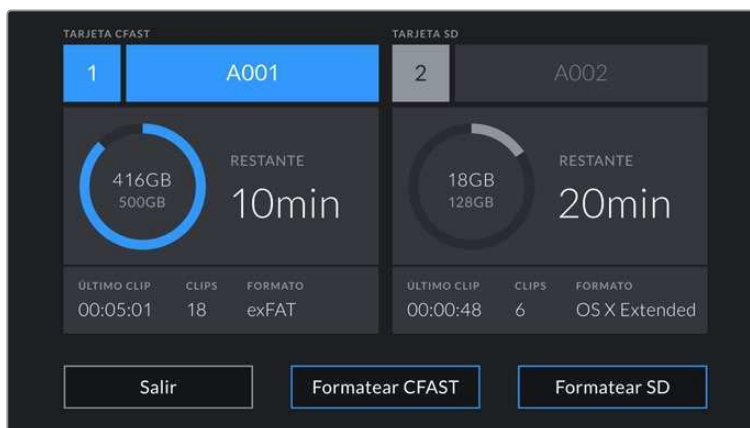 TARJETA CFAST
1 A001
416GB
500GB
RESTANTE
10min
ÚLTIMO CLIP CLIPS FORMATO
00:05:01 18 exFAT
TARJETA SD
2 A002
18GB
128GB
RESTANTE
20min
ÚLTIMO CLIP CLIPS FORMATO
00:00:48 6 OS X Extended
Salir Formatear CFAST Formatear SD